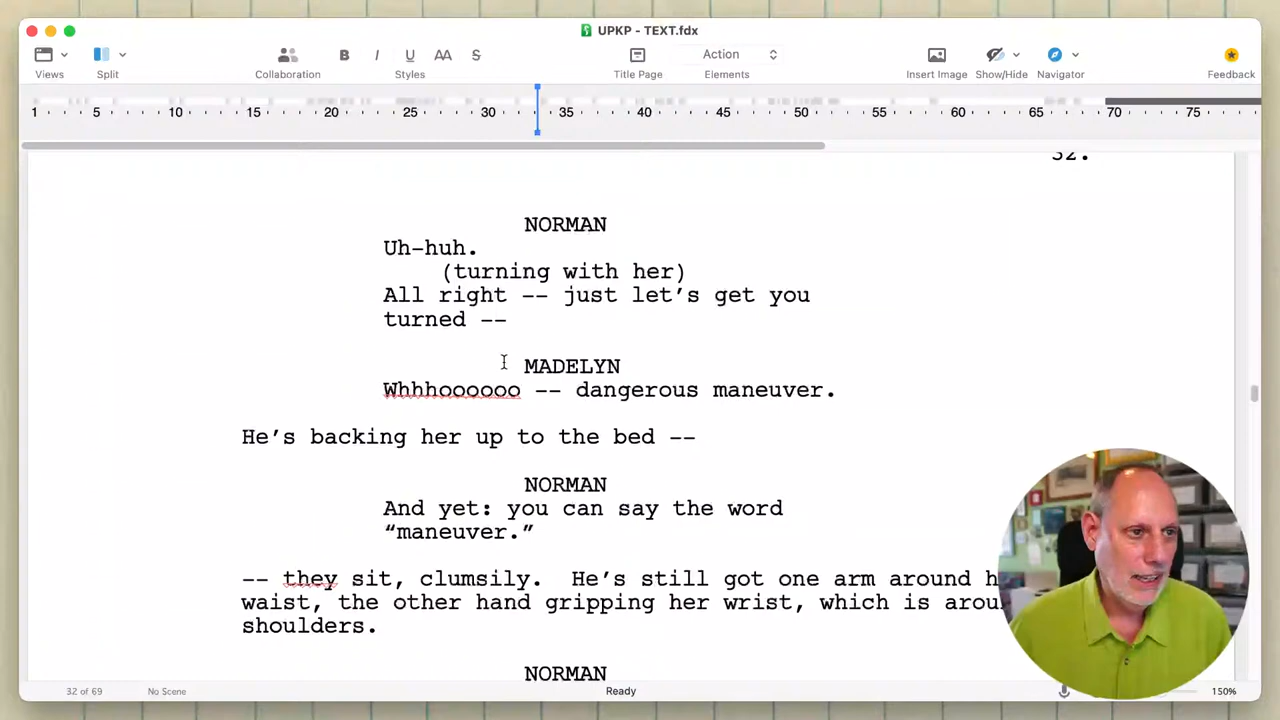 UPKP - TEXT.fdx
Views Split Collaboration B I U AA S Styles Title Page Action Elements Insert Image Show/Hide Navigator Feedback
1 5 10 15 20 25 30 35 40 45 50 55 60 65 70 75
32.
NORMAN
Uh-huh.
(turning with her)
All right -- just let’s get you
turned --
MADELYN
Whhhoooooo -- dangerous maneuver.
He’s backing her up to the bed --
NORMAN
And yet: you can say the word
“maneuver.”
-- they sit, clumsily. He’s still got one arm around
waist, the other hand gripping her wrist, which is
shoulders.
NORMAN
32 of 69 No Scene Ready 150%